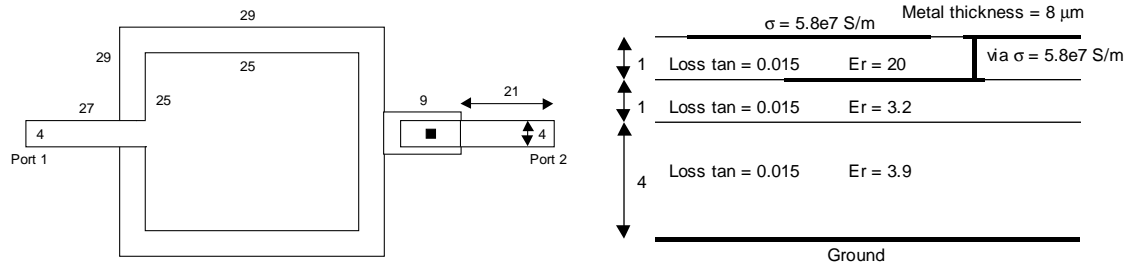 29
29
25
25
27
4
Port 1
9
21
4
Port 2
Metal thickness = 8 μm
σ = 5.8e7 S/m
via σ = 5.8e7 S/m
1 Loss tan = 0.015 Er = 20
1 Loss tan = 0.015 Er = 3.2
4 Loss tan = 0.015 Er = 3.9
Ground